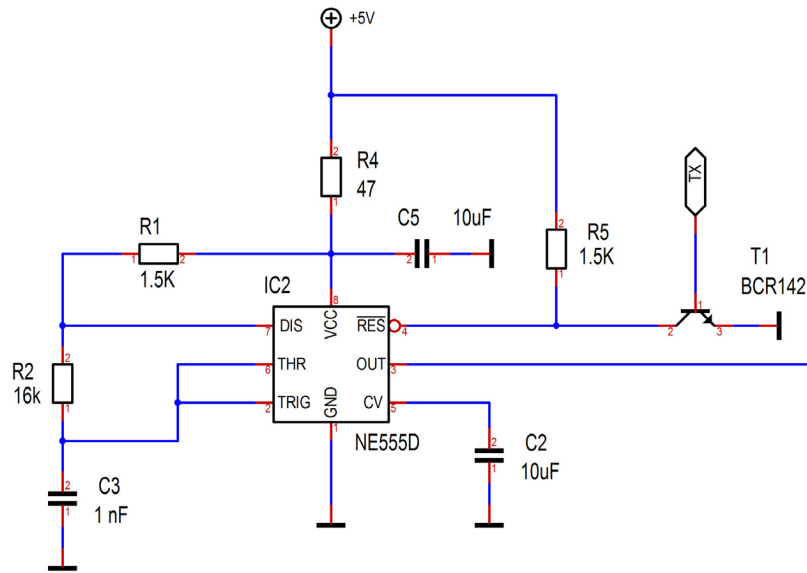 +5V
2
R4
47
1
TX
R1
1 2
1.5K
C5 10uF
2 1
2
R5
1.5K
1
T1
BCR142
1
2 3
IC2
8
VCC
7 DIS
RES 4
2
R2
16k
1
6 THR
OUT 3
2 TRIG
GND
CV 5
1
NE555D
2
C2
10uF
1
2
C3
1 nF
1